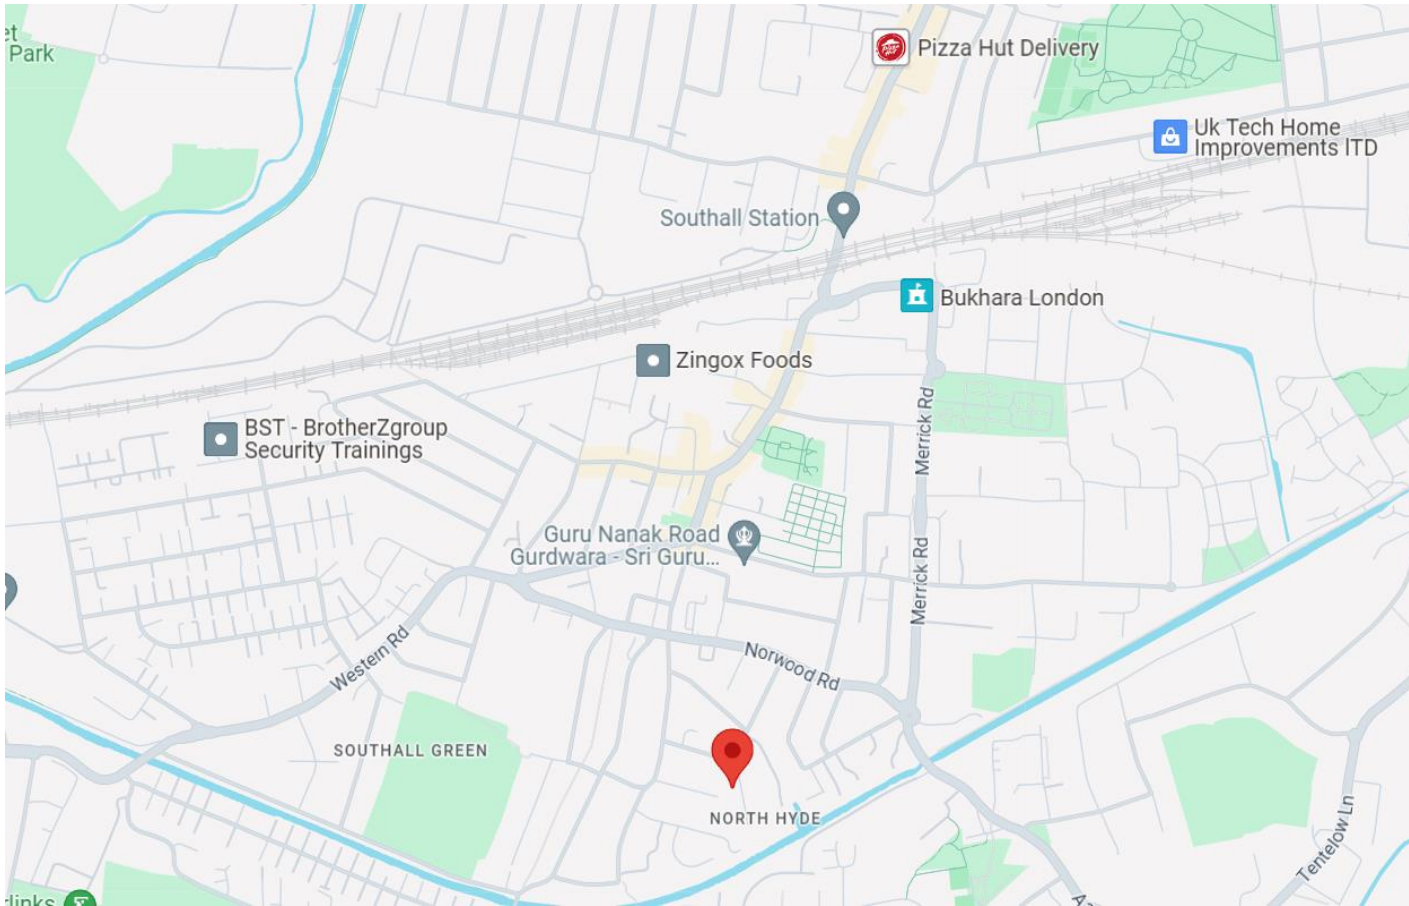 Park
Pizza Hut Delivery
Uk Tech Home
Improvements lTD
Southall Station
Bukhara London
Zingox Foods
BST - BrotherZgroup
Security Trainings
Merrick Rd
Guru Nanak Road
Gurdwara - Sri Guru...
Merrick Rd
Western Rd
Norwood Rd
SOUTHALL GREEN
NORTH HYDE
Tentelow Ln